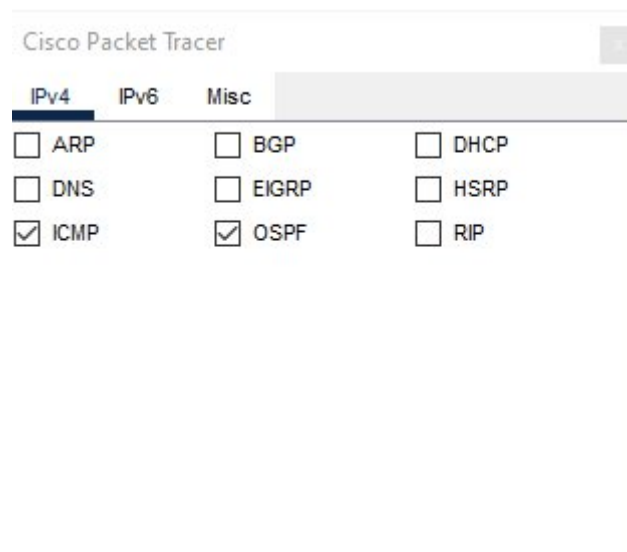 Cisco Packet Tracer
IPv4 IPv6 Misc
ARP BGP DHCP
DNS EIGRP HSRP
ICMP OSPF RIP